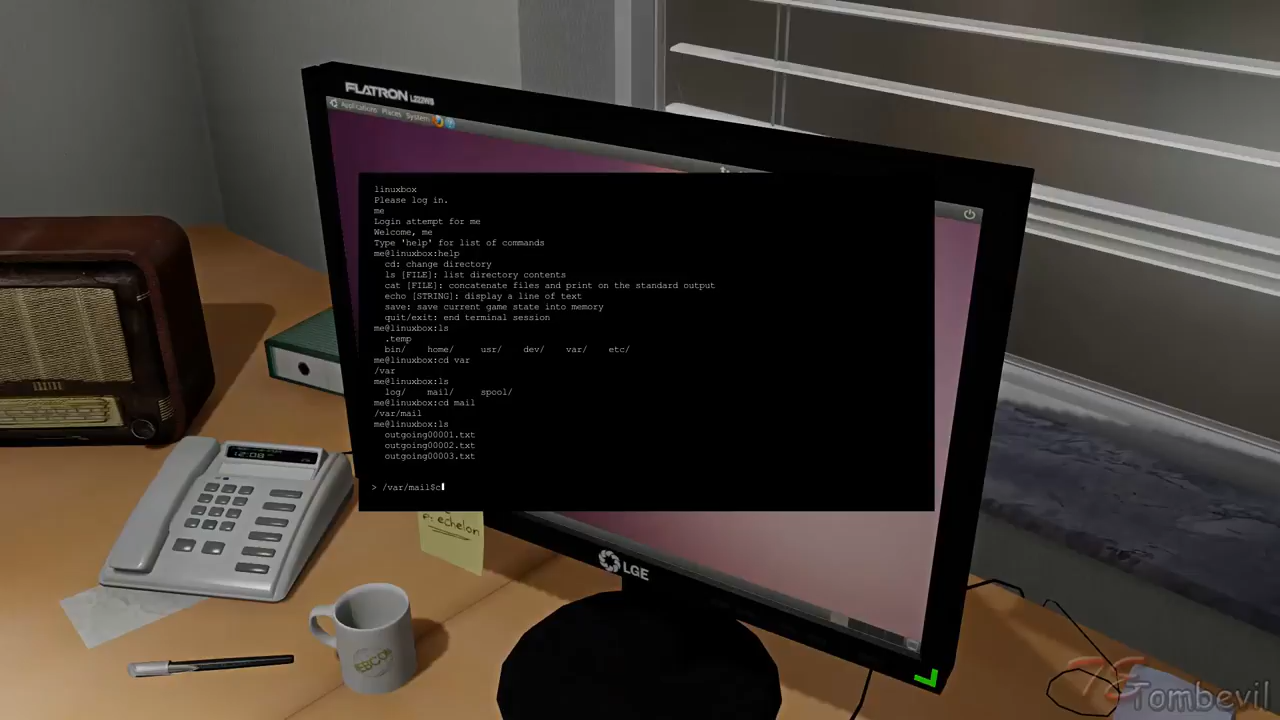 FLATRON L222WS
Applications Places System
linuxbox
Please log in.
me
Login attempt for me
Welcome, me
Type 'help' for list of commands
me@linuxbox:help
cd: change directory
ls [FILE]: list directory contents
cat [FILE]: concatenate files and print on the standard output
echo [STRING]: display a line of text
save: save current game state into memory
quit/exit: end terminal session
me@linuxbox:ls
.temp
bin/ home/ usr/ dev/ var/ etc/
me@linuxbox:cd var
/var
me@linuxbox:ls
log/ mail/ spool/
me@linuxbox:cd mail
/var/mail
me@linuxbox:ls
outgoing00001.txt
outgoing00002.txt
outgoing00003.txt
> /var/mail$c
12:08
p: echelon
LGE
EBCOM
Tombevil